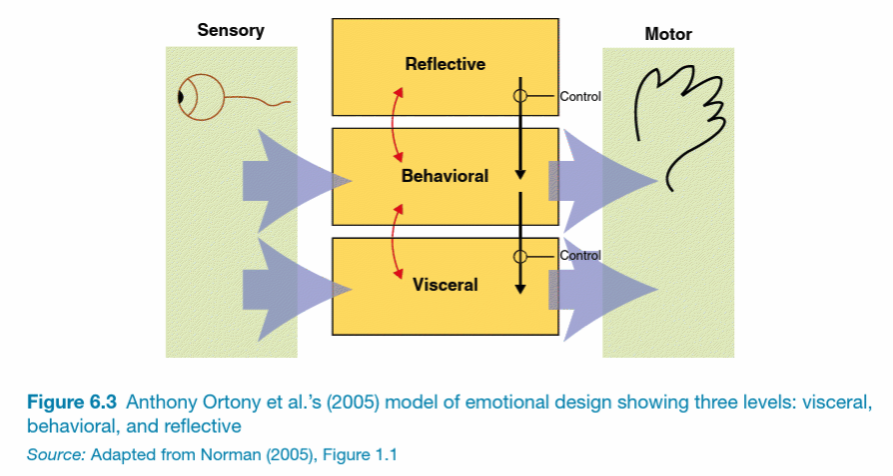 Sensory
Reflective
Motor
Control
Behavioral
Control
Visceral
Figure 6.3 Anthony Ortony et al.’s (2005) model of emotional design showing three levels: visceral,
behavioral, and reflective
Source: Adapted from Norman (2005), Figure 1.1